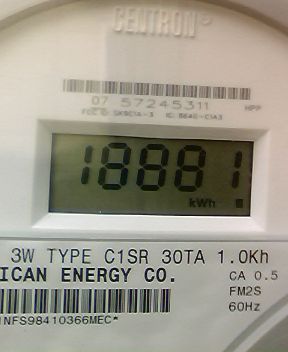 CENTRON
07 57245311 HPP
18881
kWh
3W TYPE C1SR 30TA 1.0Kh
ICAN ENERGY CO.
CA 0.5
FM2S
60Hz
INFS98410366MEC*